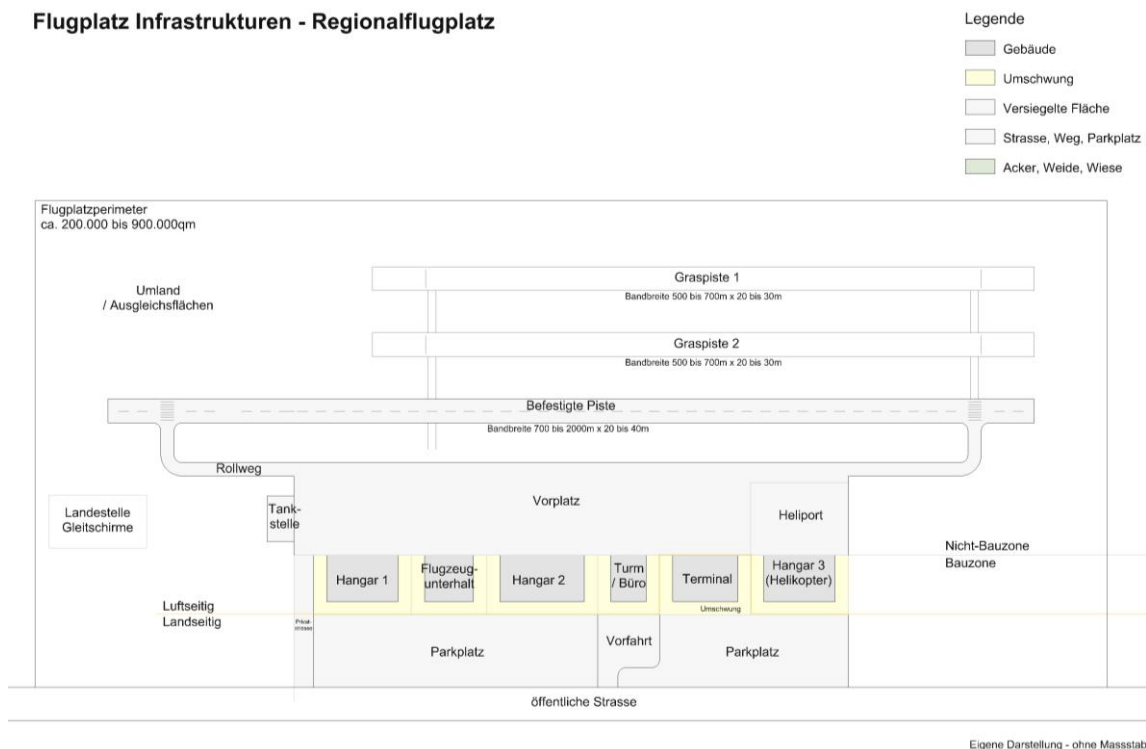 Flugplatz Infrastrukturen - Regionalflugplatz
Legende
Gebäude
Umschwung
Versiegelte Fläche
Strasse, Weg, Parkplatz
Acker, Weide, Wiese
Flugplatzperimeter
ca. 200.000 bis 900.000qm
Umland
/ Ausgleichsflächen
Graspiste 1
Bandbreite 500 bis 700m x 20 bis 30m
Graspiste 2
Bandbreite 500 bis 700m x 20 bis 30m
Befestigte Piste
Bandbreite 700 bis 2000m x 20 bis 40m
Rollweg
Landestelle
Gleitschirme
Tank-
stelle
Vorplatz
Heliport
Nicht-Bauzone
Bauzone
Hangar 1
Flugzeug-
unterhalt
Hangar 2
Turm
/ Büro
Terminal
Hangar 3
(Helikopter)
Umschwung
Luftseitig
Landseitig
Privat-
strasse
Parkplatz
Vorfahrt
Parkplatz
öffentliche Strasse
Eigene Darstellung - ohne Massstab